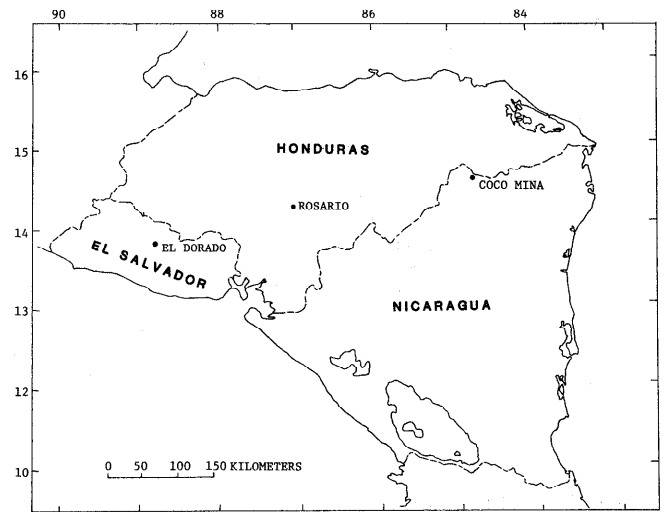 90 88 86 84
16
15
HONDURAS
COCO MINA
ROSARIO
14
EL DORADO
EL SALVADOR
13
NICARAGUA
12
11
10
0 50 100 150 KILOMETERS